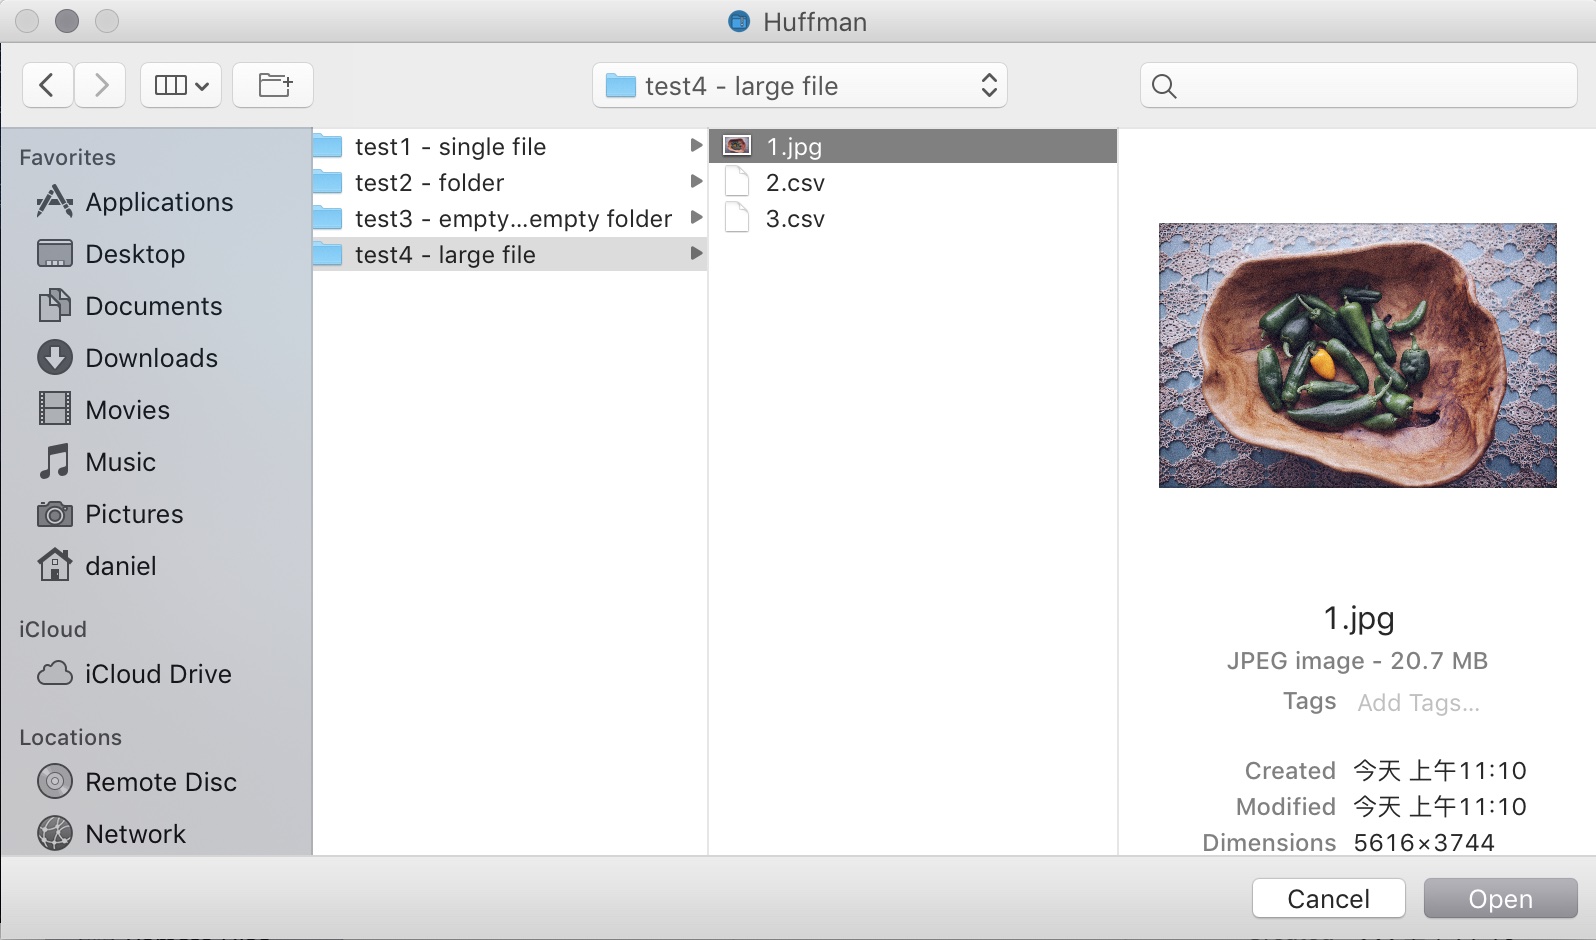 Huffman
test4 - large file
Favorites
Applications
Desktop
Documents
Downloads
Movies
Music
Pictures
daniel
iCloud
iCloud Drive
Locations
Remote Disc
Network
test1 - single file
test2 - folder
test3 - empty...empty folder
test4 - large file
1.jpg
2.csv
3.csv
1.jpg
JPEG image - 20.7 MB
Tags Add Tags...
Created 今天 上午11:10
Modified 今天 上午11:10
Dimensions 5616×3744
Cancel
Open